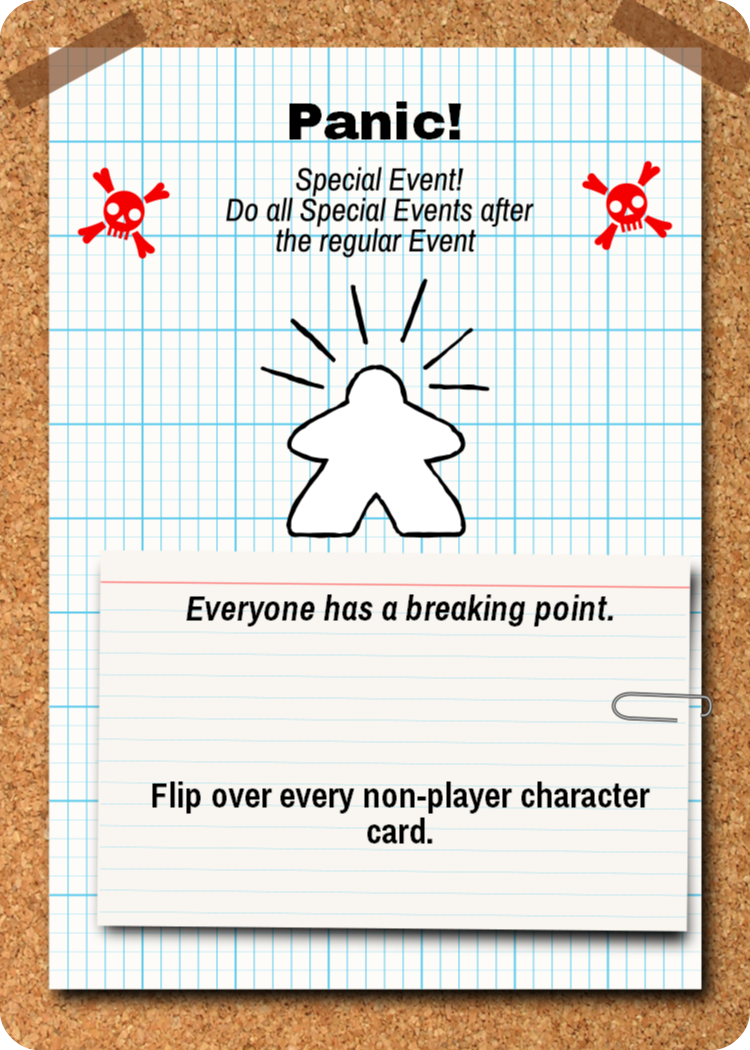 Panic!
Special Event!
Do all Special Events after
the regular Event
Everyone has a breaking point.
Flip over every non-player character
card.